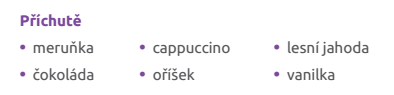 Příchutě
• meruňka • cappuccino • lesní jahoda
• čokoláda • oříšek • vanilka